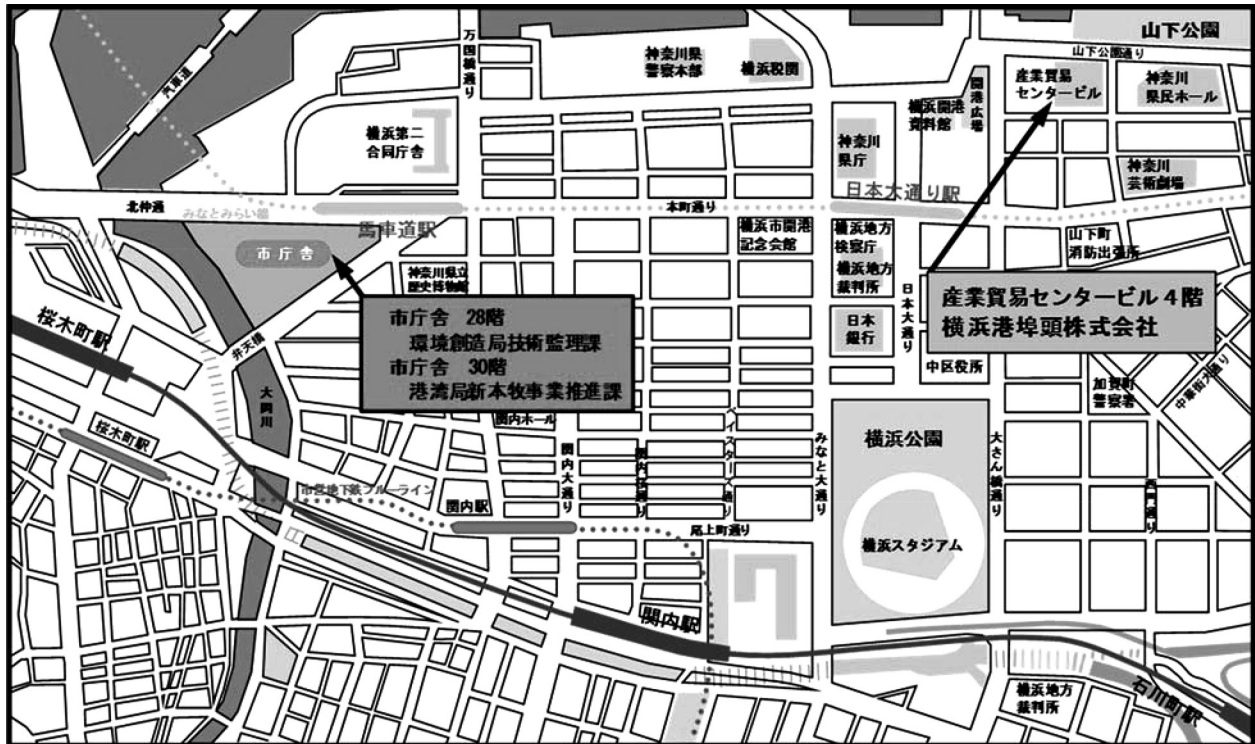 山下公園
山下公園通り
万国橋通り
神奈川県
警察本部
横浜税関
産業貿易
センタービル
神奈川
県民ホール
汽車道
開港広場
横浜開港
資料館
横浜第二
合同庁舎
神奈川
県庁
神奈川
芸術劇場
日本大通り駅
北仲通
みなとみらい線
本町通り
馬車道駅
横浜市開港
記念会館
横浜地方
検察庁
山下町
消防出張所
市庁舎
神奈川県立
歴史博物館
横浜地方
裁判所
日本大通り
産業貿易センタービル4階
横浜港埠頭株式会社
市庁舎 28階
環境創造局技術監理課
市庁舎 30階
港湾局新本牧事業推進課
桜木町駅
弁天橋
日本
銀行
中区役所
加賀町
警察署
中華街大通り
大岡川
関内ホール
桜木町駅
関内大通り
ベイスターズ通り
みなと大通り
横浜公園
大さん橋通り
西門通り
市営地下鉄ブルーライン
関内駅
尾上町通り
横浜スタジアム
関内駅
横浜地方
裁判所
石川町駅